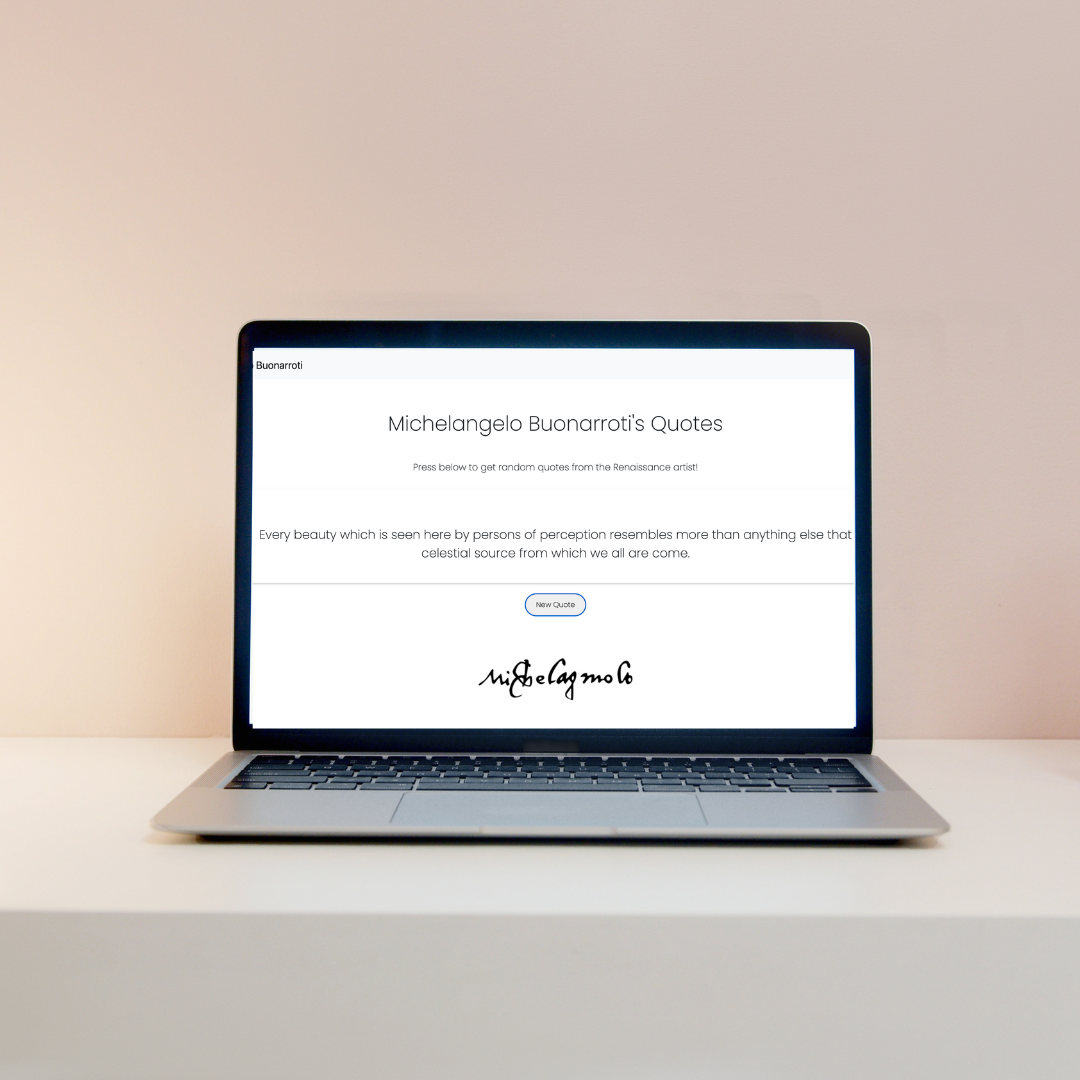 Buonarroti
Michelangelo Buonarroti's Quotes
Press below to get random quotes from the Renaissance artist!
Every beauty which is seen here by persons of perception resembles more than anything else that
celestial source from which we all are come.
New Quote
Michelagniolo